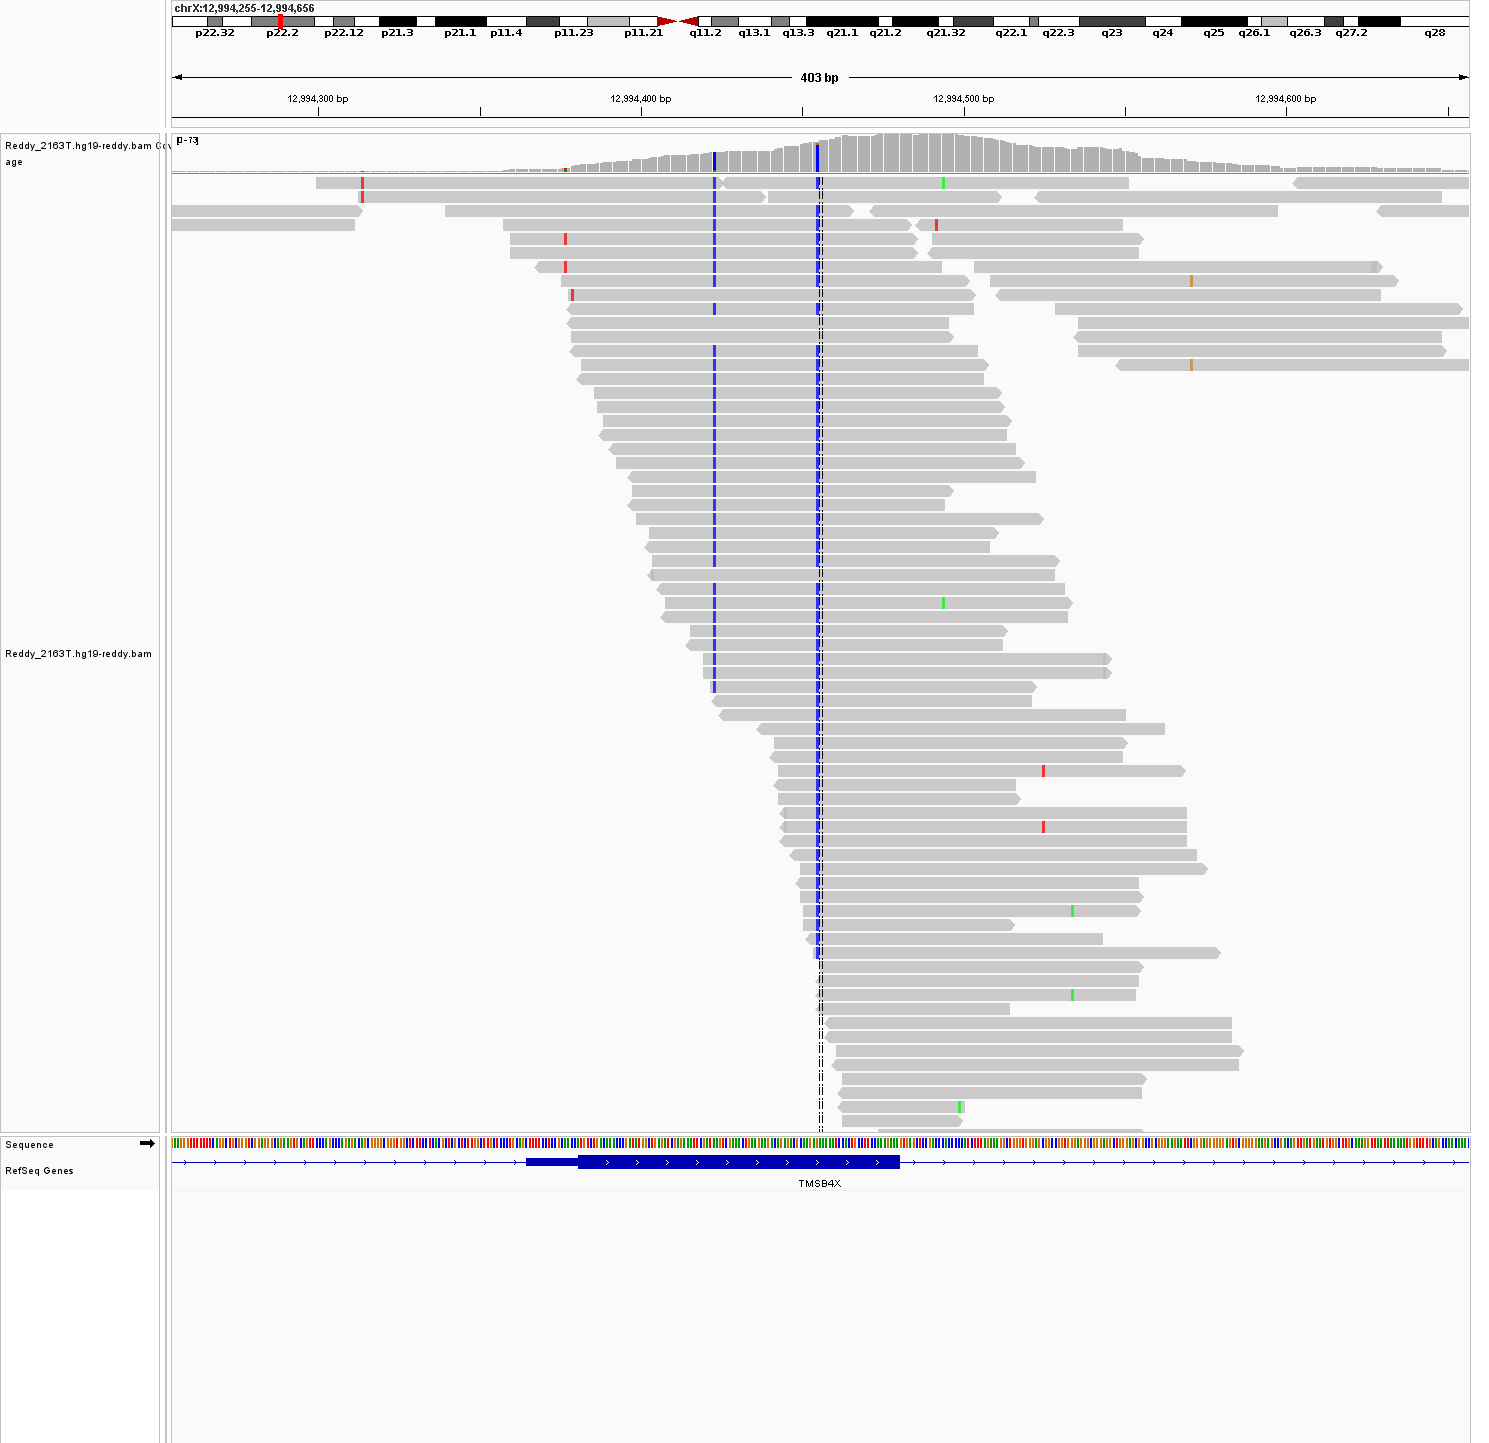 chrX:12,994,255-12,994,656
p22.32 p22.2 p22.12 p21.3 p21.1 p11.4 p11.23 p11.21 q11.2 q13.1 q13.3 q21.1 q21.2 q21.32 q22.1 q22.3 q23 q24 q25 q26.1 q26.3 q27.2 q28
403 bp
12,994,300 bp 12,994,400 bp 12,994,500 bp 12,994,600 bp
[0-73]
Reddy_2163T.hg19-reddy.bam Cov
age
Reddy_2163T.hg19-reddy.bam
Sequence
RefSeq Genes
TMSB4X